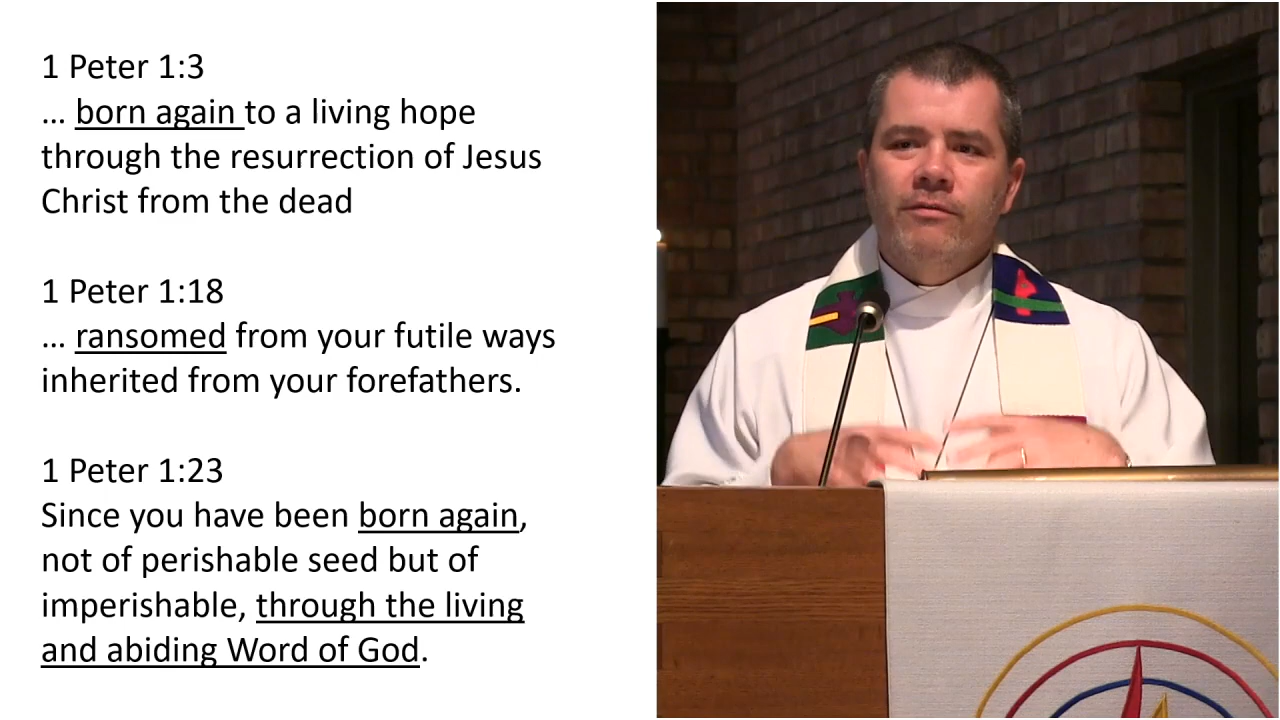 1 Peter 1:3
… born again to a living hope
through the resurrection of Jesus
Christ from the dead
1 Peter 1:18
… ransomed from your futile ways
inherited from your forefathers.
1 Peter 1:23
Since you have been born again,
not of perishable seed but of
imperishable, through the living
and abiding Word of God.